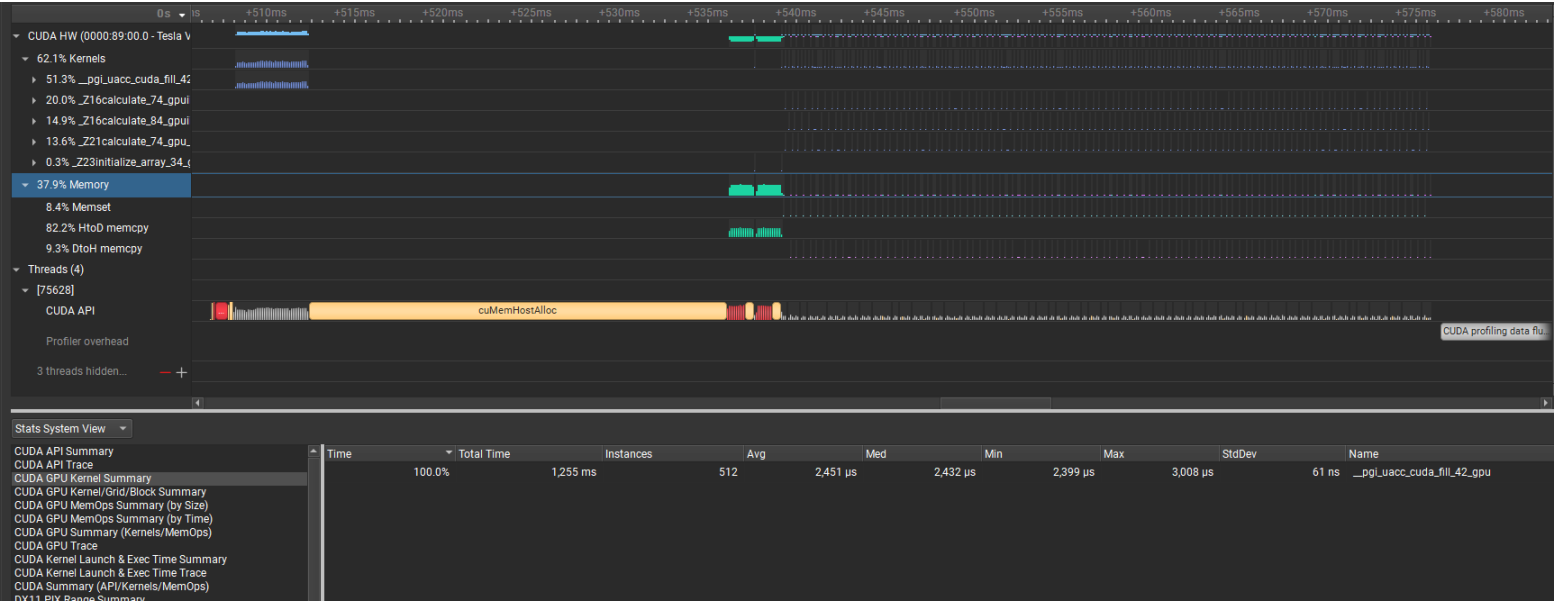 0s ms +510ms +515ms +520ms +525ms +530ms +535ms +540ms +545ms +550ms +555ms +560ms +565ms +570ms +575ms +580ms
CUDA HW (0000:89:00.0 - Tesla V
62.1% Kernels
51.3% __pgi_uacc_cuda_fill_42
20.0% _Z16calculate_74_gpui
14.9% _Z16calculate_84_gpui
13.6% _Z21calculate_74_gpu_
0.3% _Z23initialize_array_34_g
37.9% Memory
8.4% Memset
82.2% HtoD memcpy
9.3% DtoH memcpy
Threads (4)
[75628]
CUDA API
cuMemHostAlloc
CUDA profiling data flu...
Profiler overhead
3 threads hidden...
Stats System View
CUDA API Summary
CUDA API Trace
CUDA GPU Kernel Summary
CUDA GPU Kernel/Grid/Block Summary
CUDA GPU MemOps Summary (by Size)
CUDA GPU MemOps Summary (by Time)
CUDA GPU Summary (Kernels/MemOps)
CUDA GPU Trace
CUDA Kernel Launch & Exec Time Summary
CUDA Kernel Launch & Exec Time Trace
CUDA Summary (API/Kernels/MemOps)
DX11 PIX Range Summary
Time Total Time Instances Avg Med Min Max StdDev Name
100.0% 1,255 ms 512 2,451 μs 2,432 μs 2,399 μs 3,008 μs 61 ns __pgi_uacc_cuda_fill_42_gpu